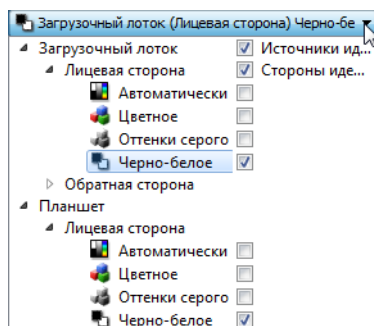 Загрузочный лоток (Лицевая сторона) Черно-бе
Загрузочный лоток Источники ид...
Лицевая сторона Стороны иде...
Автоматически
Цветное
Оттенки серого
Черно-белое
Обратная сторона
Планшет
Лицевая сторона
Автоматически
Цветное
Оттенки серого
Черно-белое